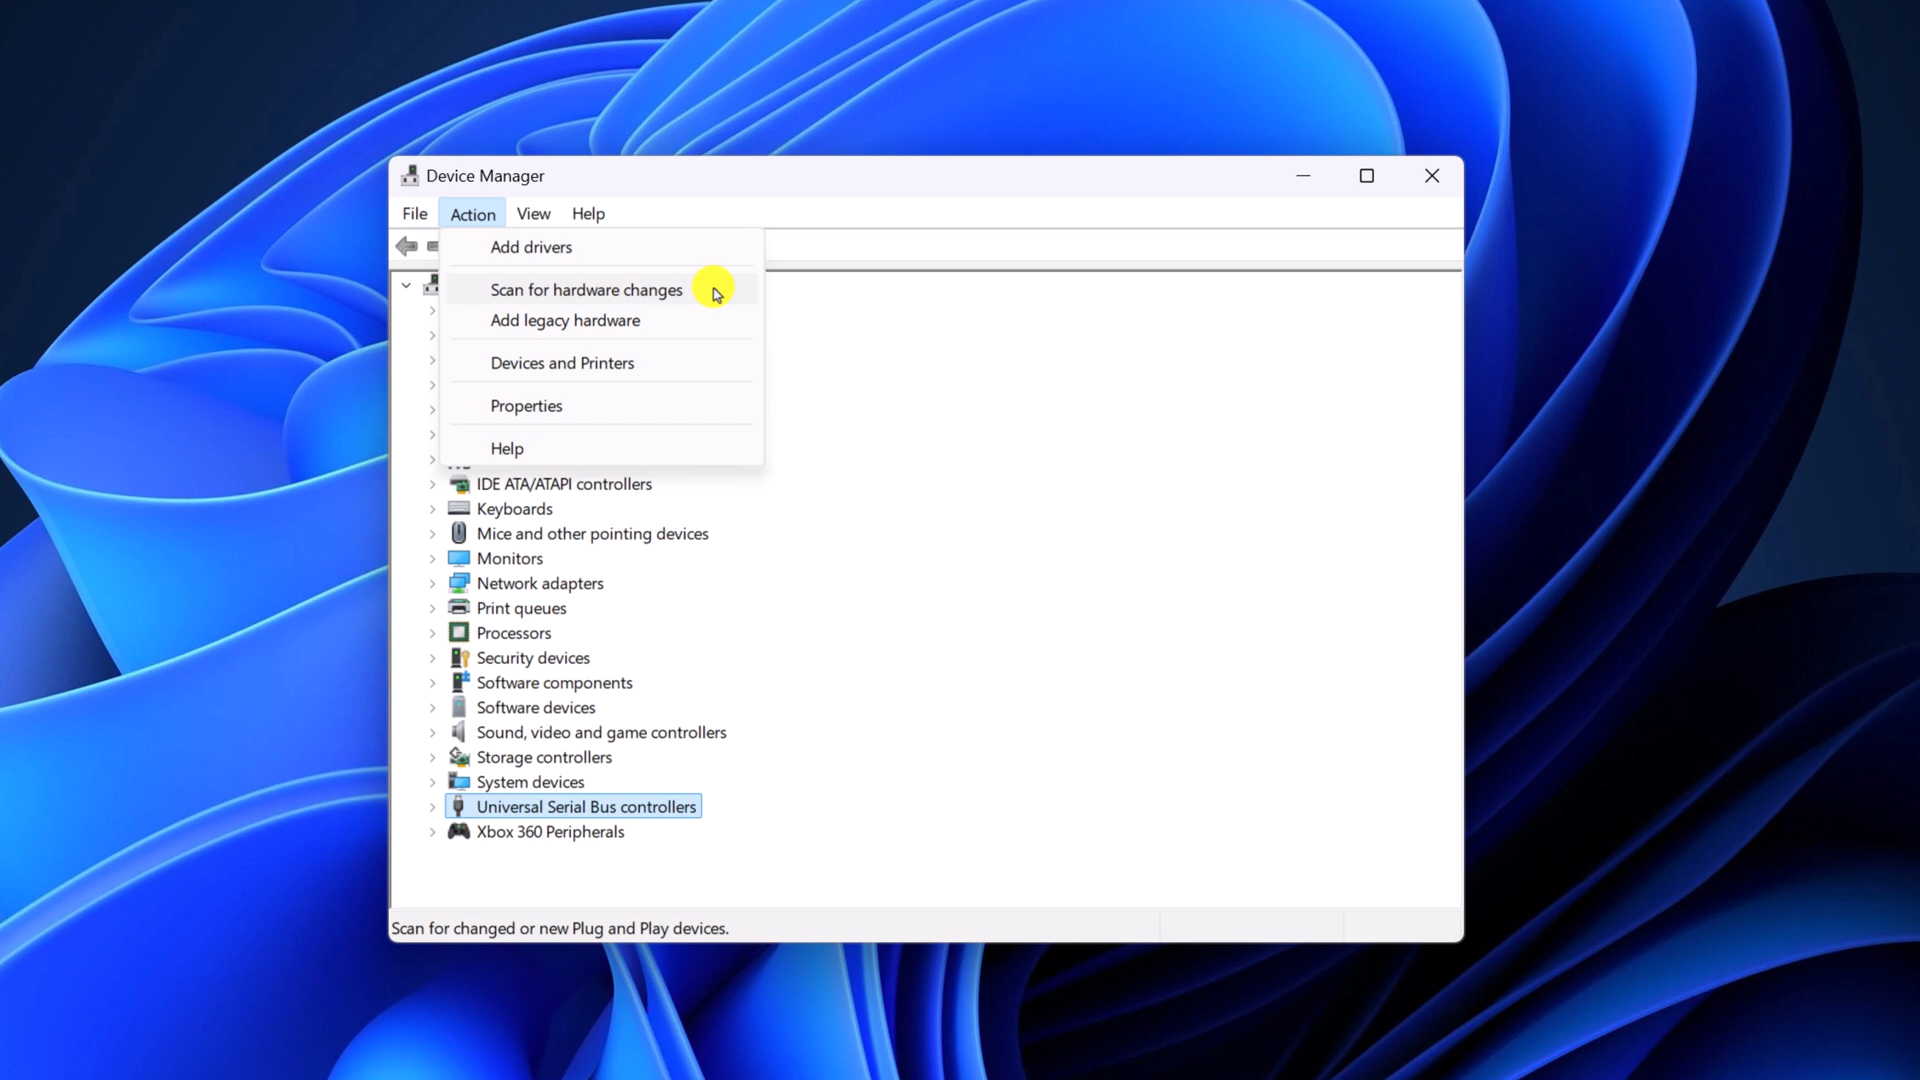 Device Manager
File Action View Help
Add drivers
Scan for hardware changes
Add legacy hardware
Devices and Printers
Properties
Help
IDE ATA/ATAPI controllers
Keyboards
Mice and other pointing devices
Monitors
Network adapters
Print queues
Processors
Security devices
Software components
Software devices
Sound, video and game controllers
Storage controllers
System devices
Universal Serial Bus controllers
Xbox 360 Peripherals
Scan for changed or new Plug and Play devices.